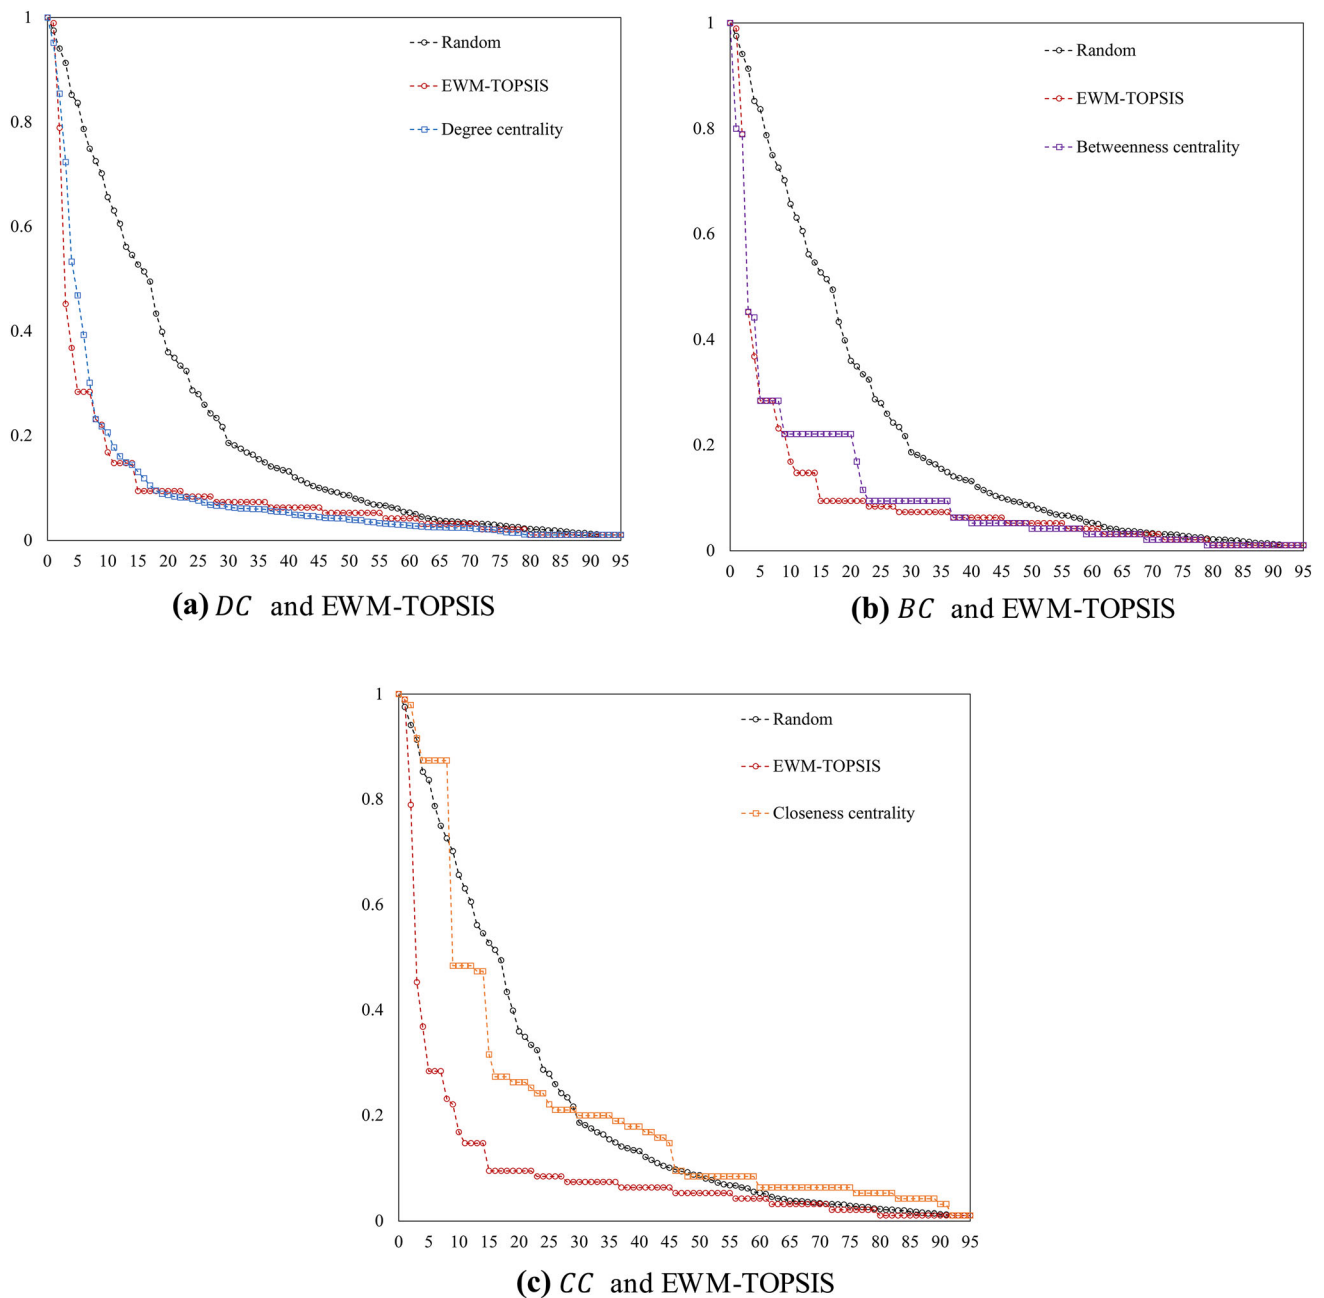 1
0.8
0.6
0.4
0.2
0
0 5 10 15 20 25 30 35 40 45 50 55 60 65 70 75 80 85 90 95
Random
EWM-TOPSIS
Degree centrality
(a) DC and EWM-TOPSIS
1
0.8
0.6
0.4
0.2
0
0 5 10 15 20 25 30 35 40 45 50 55 60 65 70 75 80 85 90 95
Random
EWM-TOPSIS
Betweenness centrality
(b) BC and EWM-TOPSIS
1
0.8
0.6
0.4
0.2
0
0 5 10 15 20 25 30 35 40 45 50 55 60 65 70 75 80 85 90 95
Random
EWM-TOPSIS
Closeness centrality
(c) CC and EWM-TOPSIS